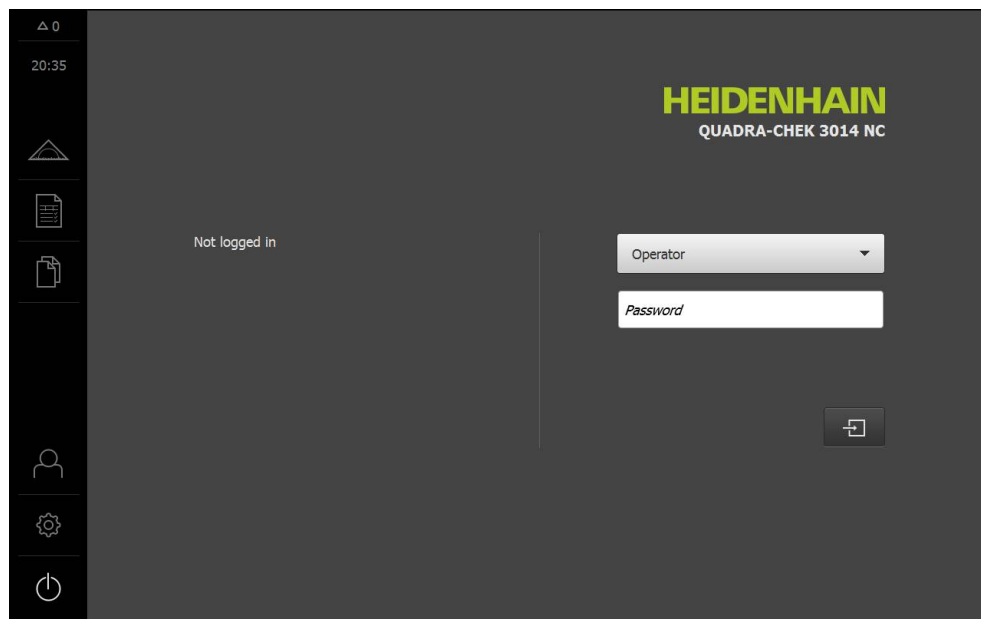 △ 0
20:35
HEIDENHAIN
QUADRA-CHEK 3014 NC
Not logged in
Operator
Password